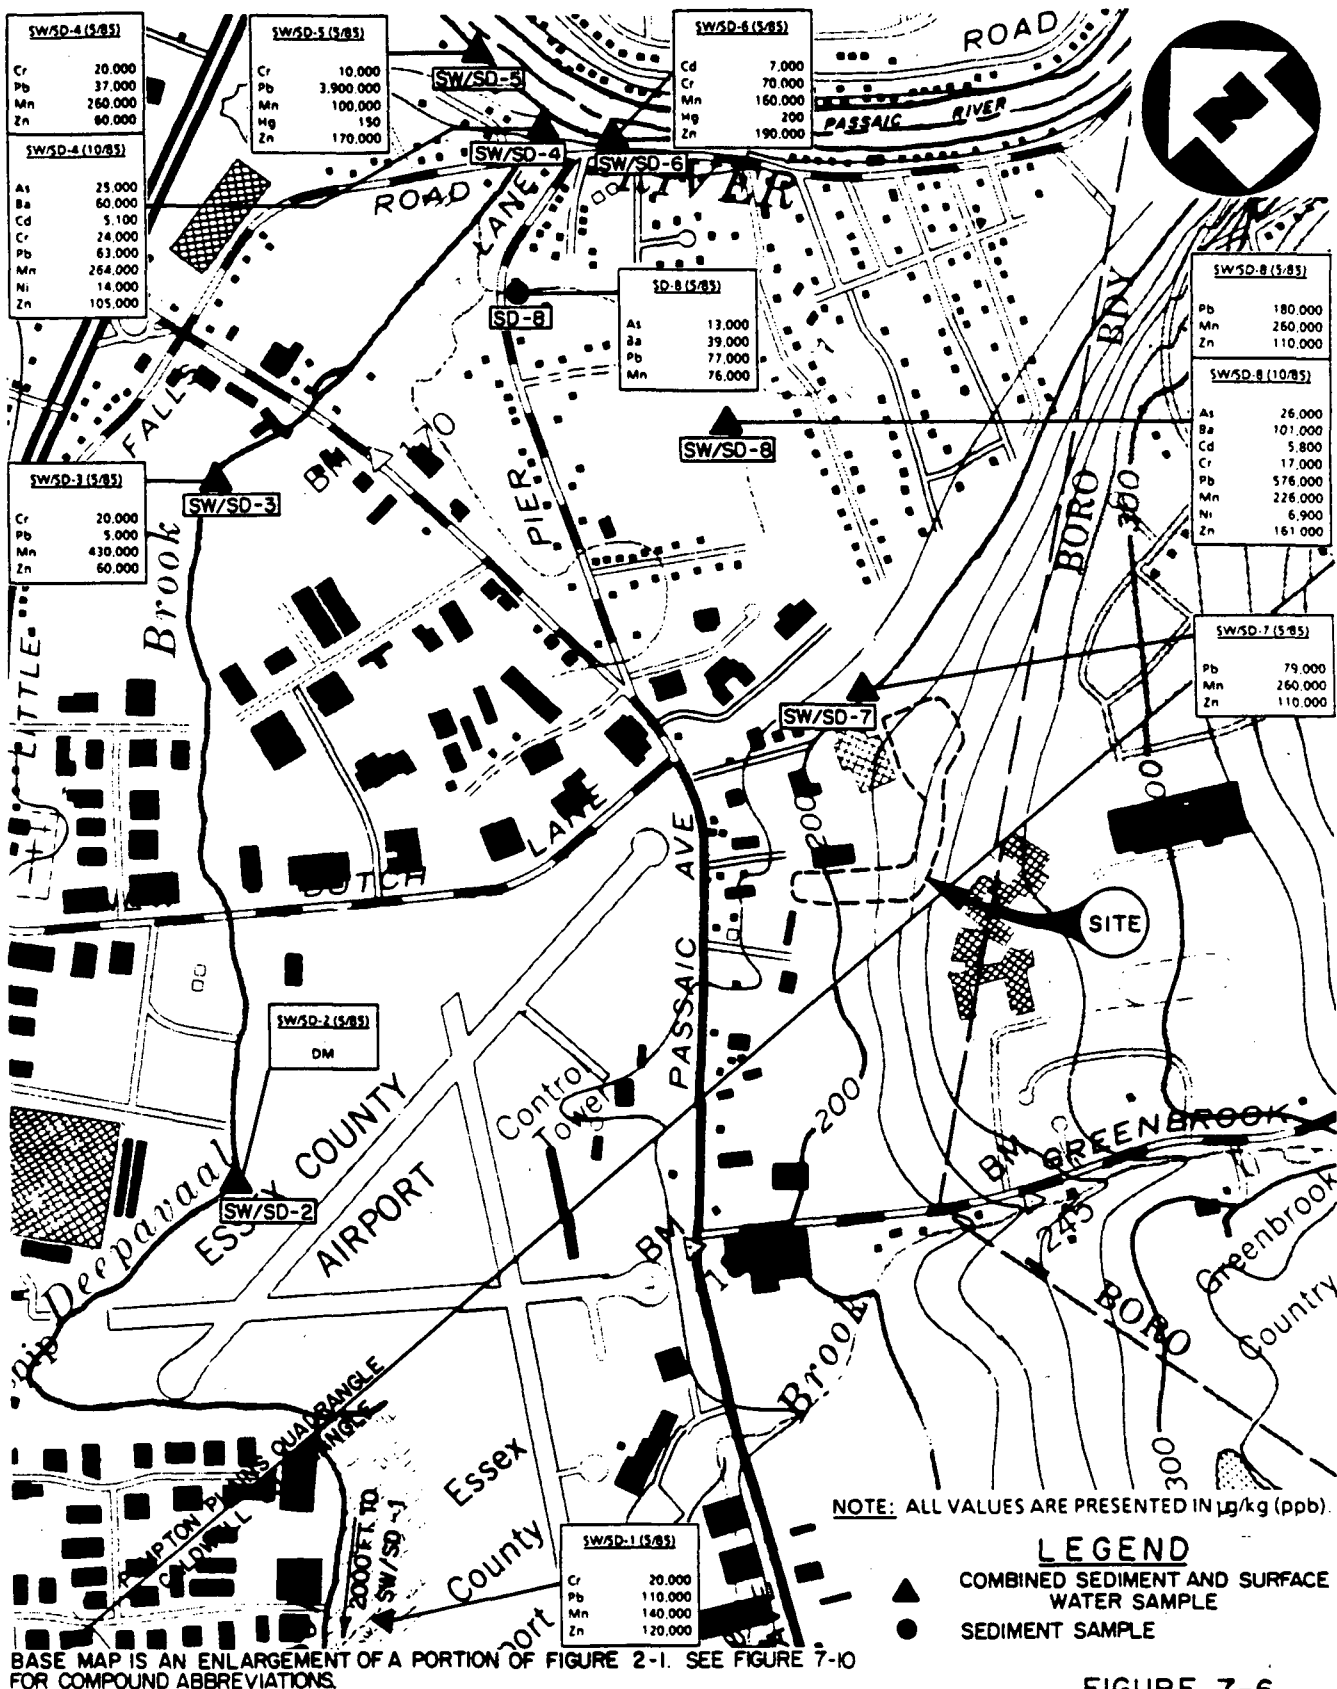 SW/SD-4 (5/85)
Cr 20.000
Pb 37.000
Mn 260.000
Zn 60.000
SW/SD-4 (10/85)
As 25.000
Ba 60.000
Cd 5.100
Cr 24.000
Pb 63.000
Mn 264.000
Ni 14.000
Zn 105.000
SW/SD-5 (5/85)
Cr 10.000
Pb 3.900.000
Mn 100.000
Hg 150
Zn 170.000
SW/SD-6 (5/85)
Cd 7.000
Cr 70.000
Mn 160.000
Hg 200
Zn 190.000
ROAD
PASSAIC RIVER
N
SW/SD-5
SW/SD-4
SW/SD-6
ROAD
LANE
RIVER
SD-8
SD-8 (5/85)
As 13.000
Ba 39.000
Pb 77.000
Mn 76.000
SW/SD-8 (5/85)
Pb 180.000
Mn 260.000
Zn 110.000
SW/SD-8 (10/85)
As 26.000
Ba 101.000
Cd 5.800
Cr 17.000
Pb 576.000
Mn 226.000
Ni 6.900
Zn 161.000
BDY
BORO
300
FALLS
BM
170
PIER
SW/SD-8
SW/SD-3 (5/85)
Cr 20.000
Pb 5.000
Mn 430.000
Zn 60.000
SW/SD-3
Brook
LITTLE
SW/SD-7 (5/85)
Pb 79.000
Mn 260.000
Zn 110.000
SW/SD-7
200
LANE
DUTCH
PASSAIC AVE
SITE
SW/SD-2 (5/85)
DM
Control
Tower
200
GREENBROOK
BM
245
SW/SD-2
Deepavaal
ESSEX COUNTY
AIRPORT
BM
Brook
BORO
Greenbrook
Country
300
POMPTON PLAINS QUADRANGLE
CALDWELL
ANGLE
2000 FT. TO
SW/SD-1
Essex
County
port
SW/SD-1 (5/85)
Cr 20.000
Pb 110.000
Mn 140.000
Zn 120.000
NOTE: ALL VALUES ARE PRESENTED IN µg/kg (ppb).
LEGEND
COMBINED SEDIMENT AND SURFACE
WATER SAMPLE
SEDIMENT SAMPLE
BASE MAP IS AN ENLARGEMENT OF A PORTION OF FIGURE 2-1. SEE FIGURE 7-10
FOR COMPOUND ABBREVIATIONS.
FIGURE 7-6